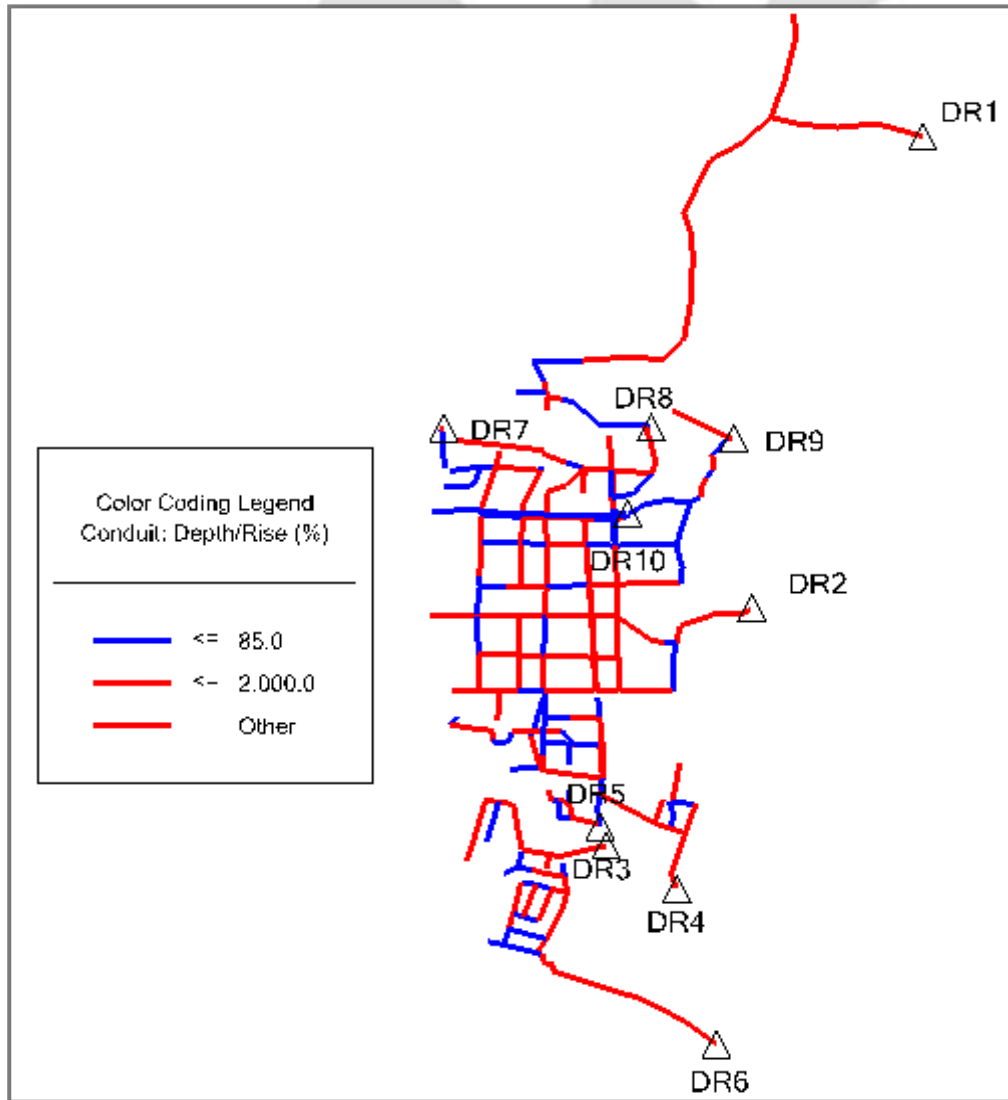 DR1
DR8
DR7
DR9
Color Coding Legend
Conduit: Depth/Rise (%)
DR10
DR2
<= 85.0
<- 2.000.0
Other
DR5
DR3
DR4
DR6